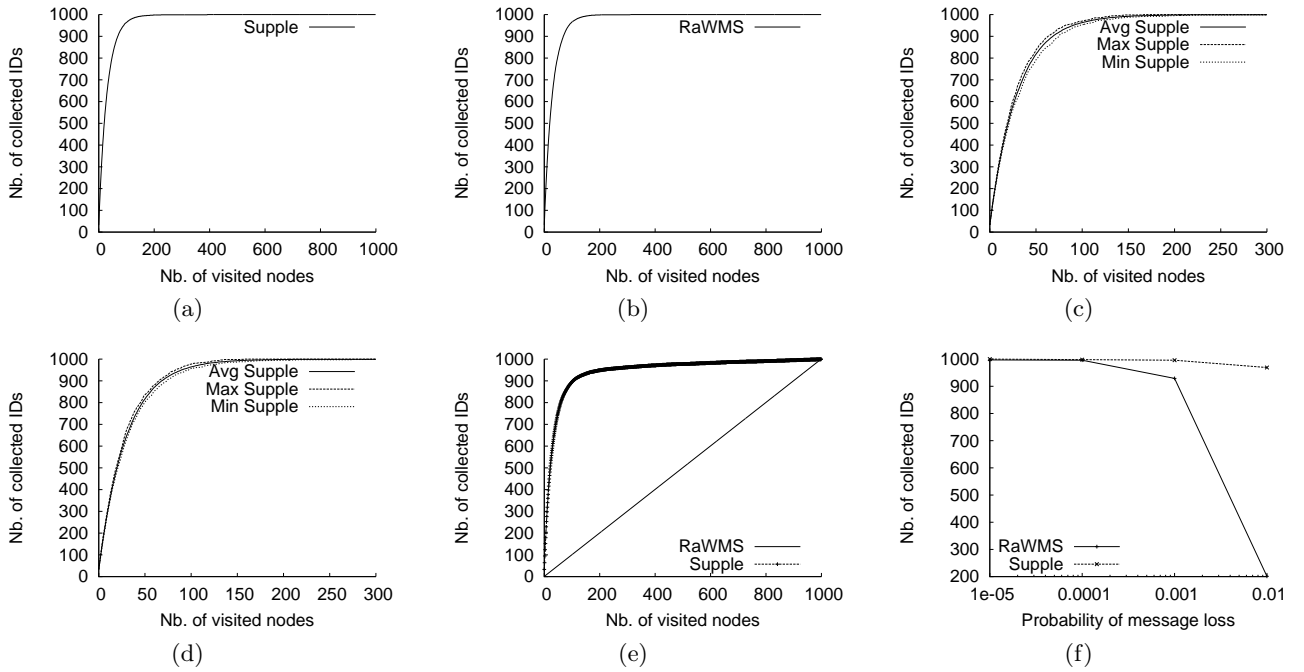 1000
900
800
700
600
500
400
300
200
100
0
Nb. of collected IDs
Supple
0 200 400 600 800 1000
Nb. of visited nodes
(a)
1000
900
800
700
600
500
400
300
200
100
0
Nb. of collected IDs
RaWMS
0 200 400 600 800 1000
Nb. of visited nodes
(b)
1000
900
800
700
600
500
400
300
200
100
0
Nb. of collected IDs
Avg Supple
Max Supple
Min Supple
0 50 100 150 200 250 300
Nb. of visited nodes
(c)
1000
900
800
700
600
500
400
300
200
100
0
Nb. of collected IDs
Avg Supple
Max Supple
Min Supple
0 50 100 150 200 250 300
Nb. of visited nodes
(d)
1000
900
800
700
600
500
400
300
200
100
0
Nb. of collected IDs
RaWMS
Supple
0 200 400 600 800 1000
Nb. of visited nodes
(e)
1000
900
800
700
600
500
400
300
200
Nb. of collected IDs
RaWMS
Supple
1e-05 0.0001 0.001 0.01
Probability of message loss
(f)